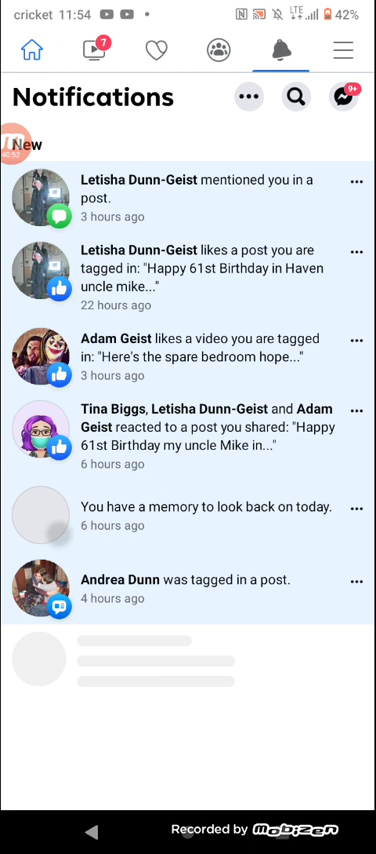 cricket 11:54 LTE 42%
7
Notifications
9+
New
40:52
Letisha Dunn-Geist mentioned you in a
post.
3 hours ago
Letisha Dunn-Geist likes a post you are
tagged in: "Happy 61st Birthday in Haven
uncle mike..."
22 hours ago
Adam Geist likes a video you are tagged
in: "Here's the spare bedroom hope..."
3 hours ago
Tina Biggs, Letisha Dunn-Geist and Adam
Geist reacted to a post you shared: "Happy
61st Birthday my uncle Mike in..."
6 hours ago
You have a memory to look back on today.
6 hours ago
Andrea Dunn was tagged in a post.
4 hours ago
Recorded by Mobizen